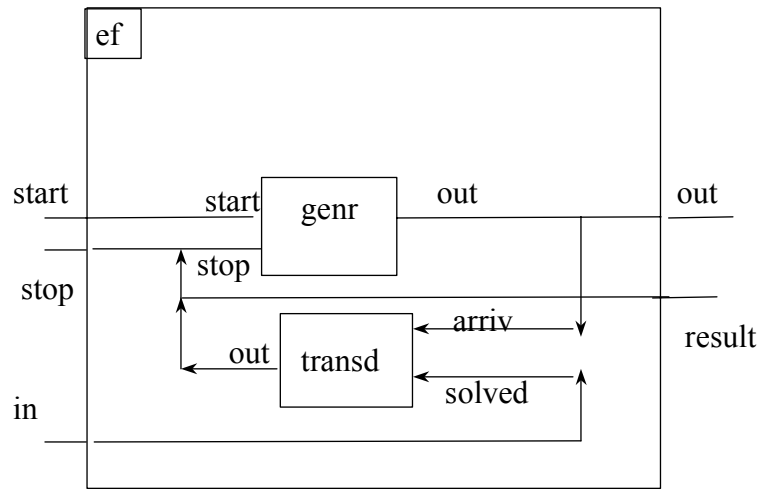 ef
start
start
genr
out
out
stop
stop
arriv
result
out
transd
solved
in